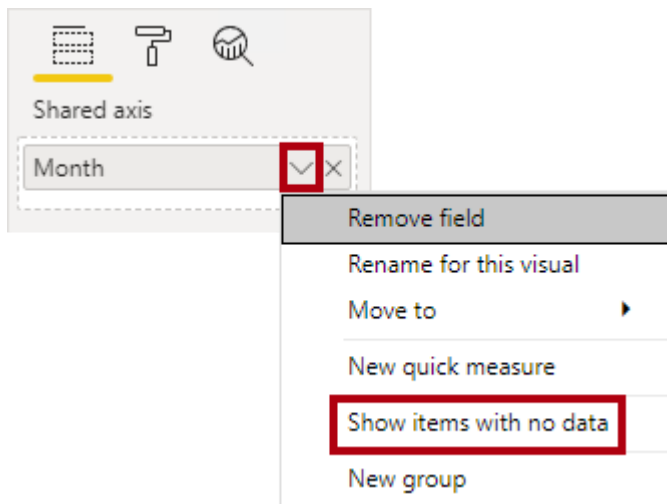 Shared axis
Month
Remove field
Rename for this visual
Move to
New quick measure
Show items with no data
New group